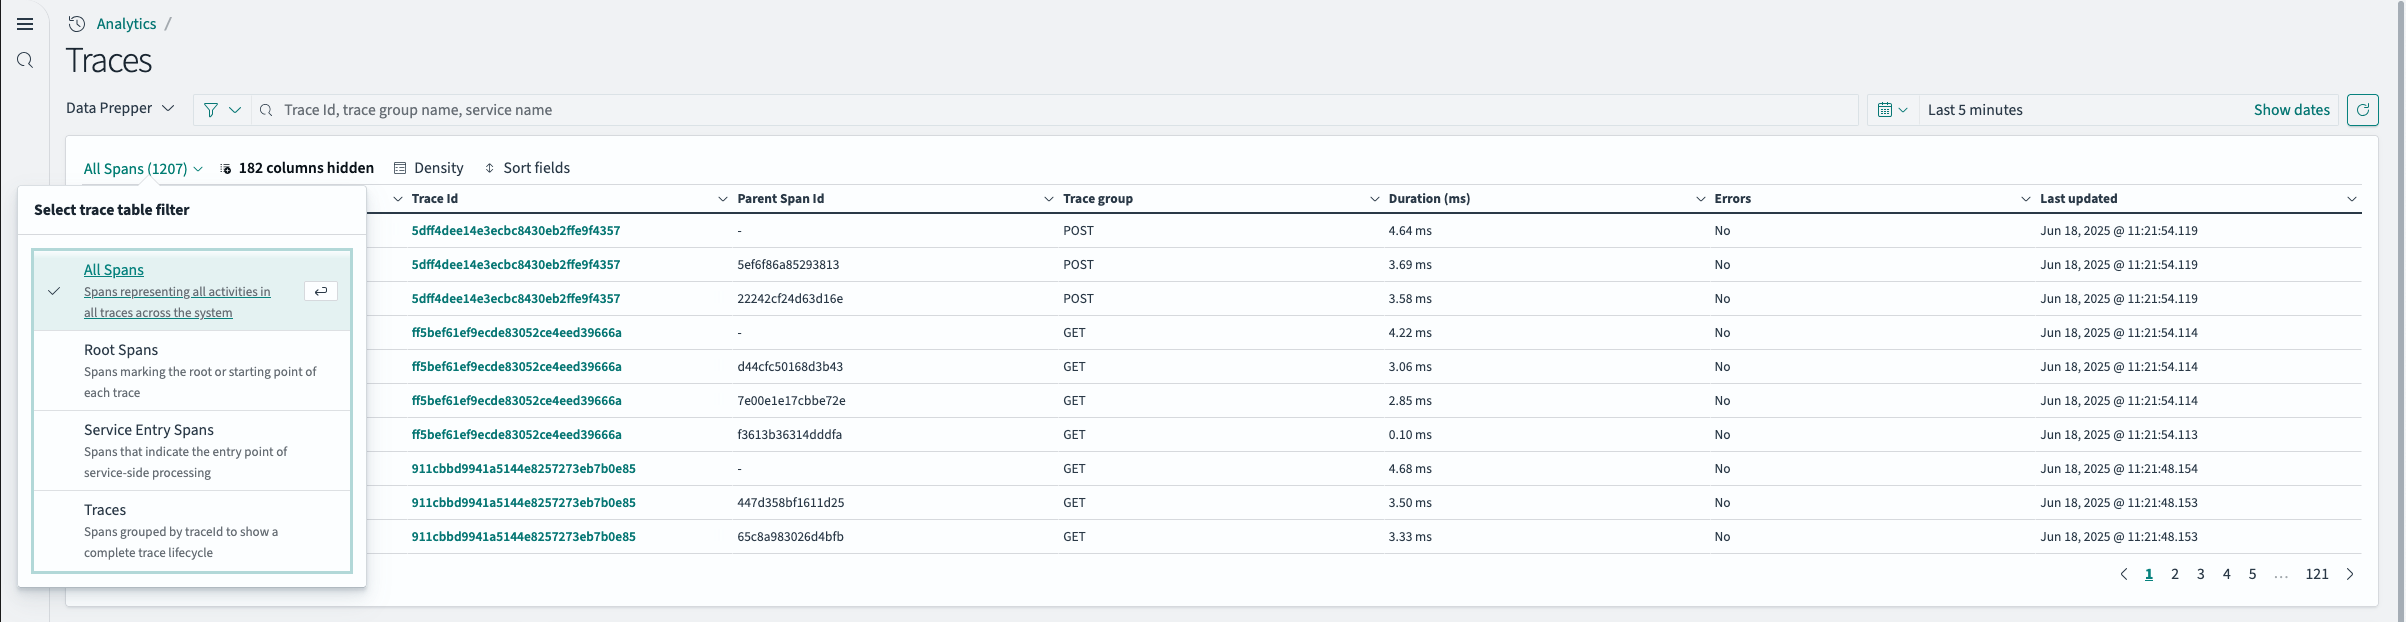 Analytics /
Traces
Data Prepper
Trace Id, trace group name, service name
Last 5 minutes
Show dates
All Spans (1207)
182 columns hidden
Density
Sort fields
Select trace table filter
All Spans
Spans representing all activities in
all traces across the system
Root Spans
Spans marking the root or starting point of
each trace
Service Entry Spans
Spans that indicate the entry point of
service-side processing
Traces
Spans grouped by traceId to show a
complete trace lifecycle
Trace Id Parent Span Id Trace group Duration (ms) Errors Last updated
5dff4dee14e3ecbc8430eb2ffe9f4357 - POST 4.64 ms No Jun 18, 2025 @ 11:21:54.119
5dff4dee14e3ecbc8430eb2ffe9f4357 5ef6f86a85293813 POST 3.69 ms No Jun 18, 2025 @ 11:21:54.119
5dff4dee14e3ecbc8430eb2ffe9f4357 22242cf24d63d16e POST 3.58 ms No Jun 18, 2025 @ 11:21:54.119
ff5bef61ef9ecde83052ce4eed39666a - GET 4.22 ms No Jun 18, 2025 @ 11:21:54.114
ff5bef61ef9ecde83052ce4eed39666a d44cfc50168d3b43 GET 3.06 ms No Jun 18, 2025 @ 11:21:54.114
ff5bef61ef9ecde83052ce4eed39666a 7e00e1e17cbbe72e GET 2.85 ms No Jun 18, 2025 @ 11:21:54.114
ff5bef61ef9ecde83052ce4eed39666a f3613b36314dddfa GET 0.10 ms No Jun 18, 2025 @ 11:21:54.113
911cbbd9941a5144e8257273eb7b0e85 - GET 4.68 ms No Jun 18, 2025 @ 11:21:48.154
911cbbd9941a5144e8257273eb7b0e85 447d358bf1611d25 GET 3.50 ms No Jun 18, 2025 @ 11:21:48.153
911cbbd9941a5144e8257273eb7b0e85 65c8a983026d4bfb GET 3.33 ms No Jun 18, 2025 @ 11:21:48.153
1 2 3 4 5 ... 121